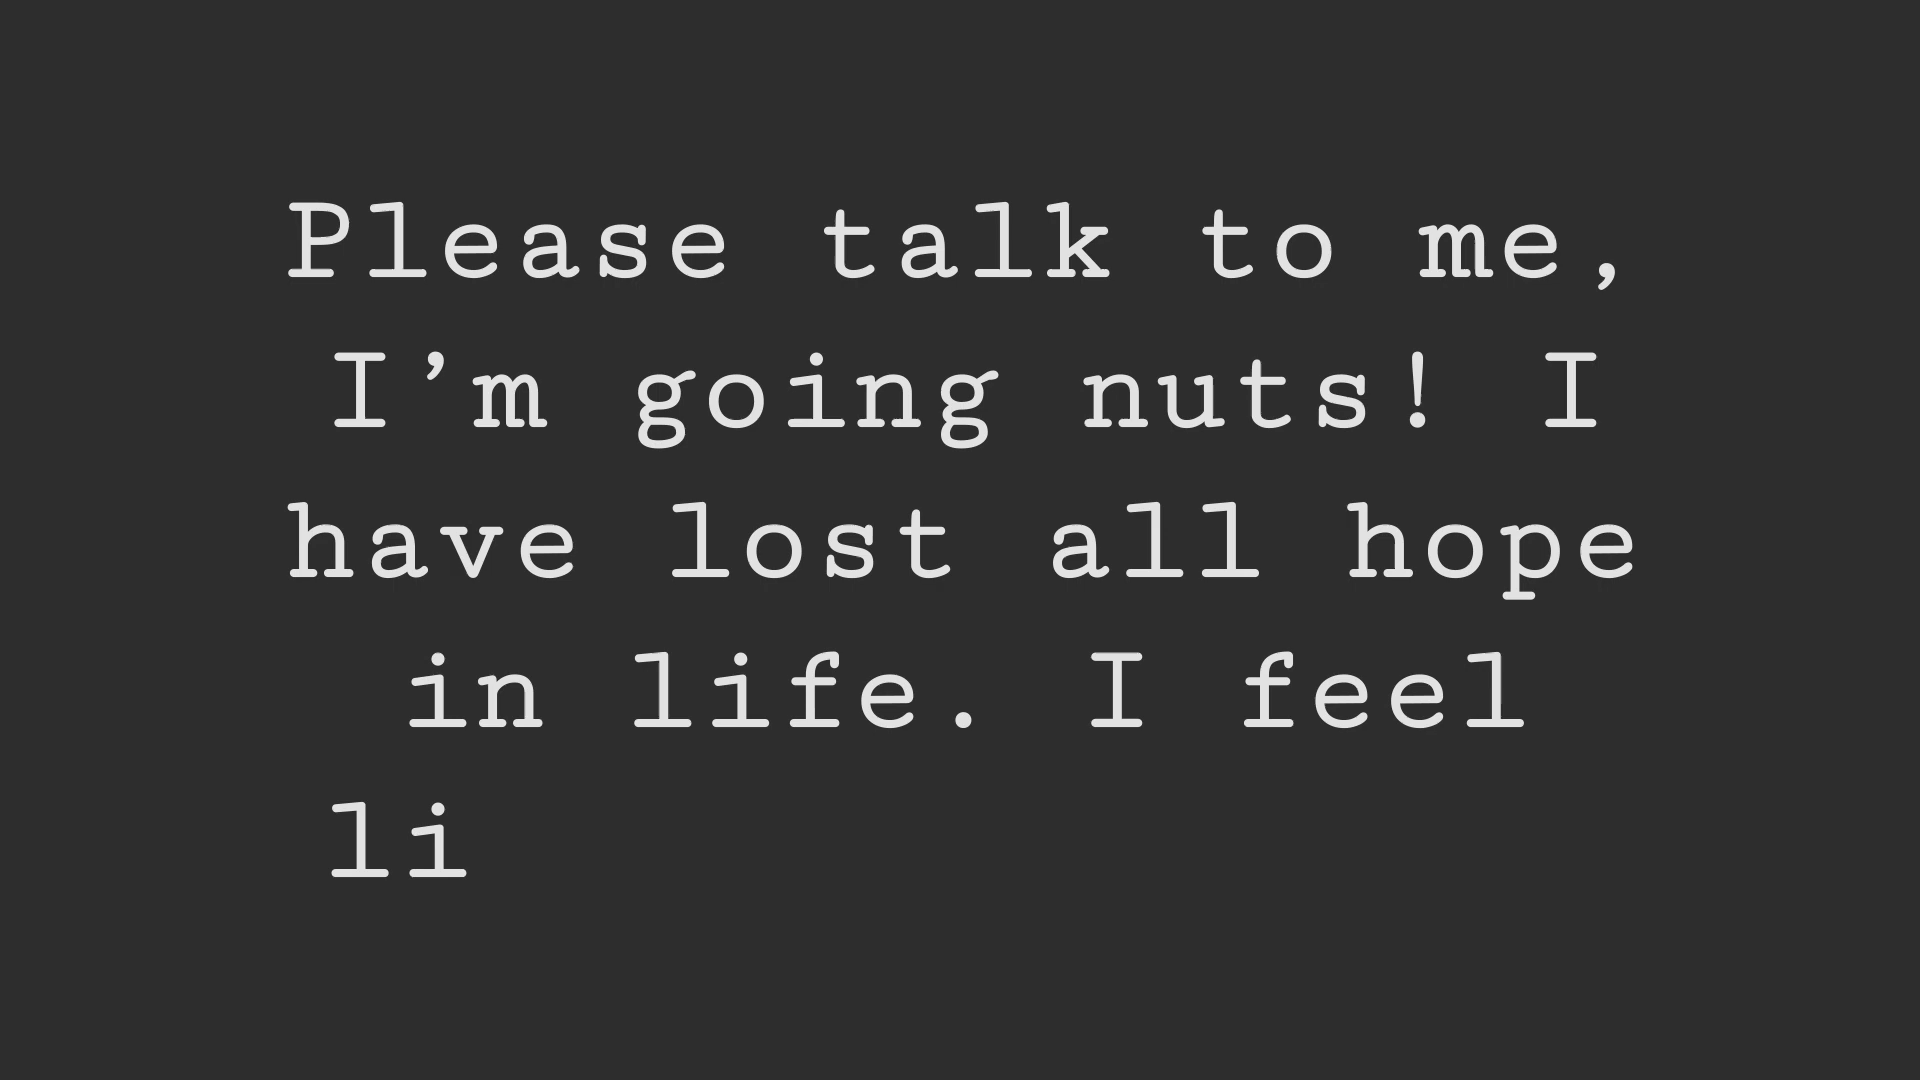 Please talk to me,
I’m going nuts! I
have lost all hope
in life. I feel
li